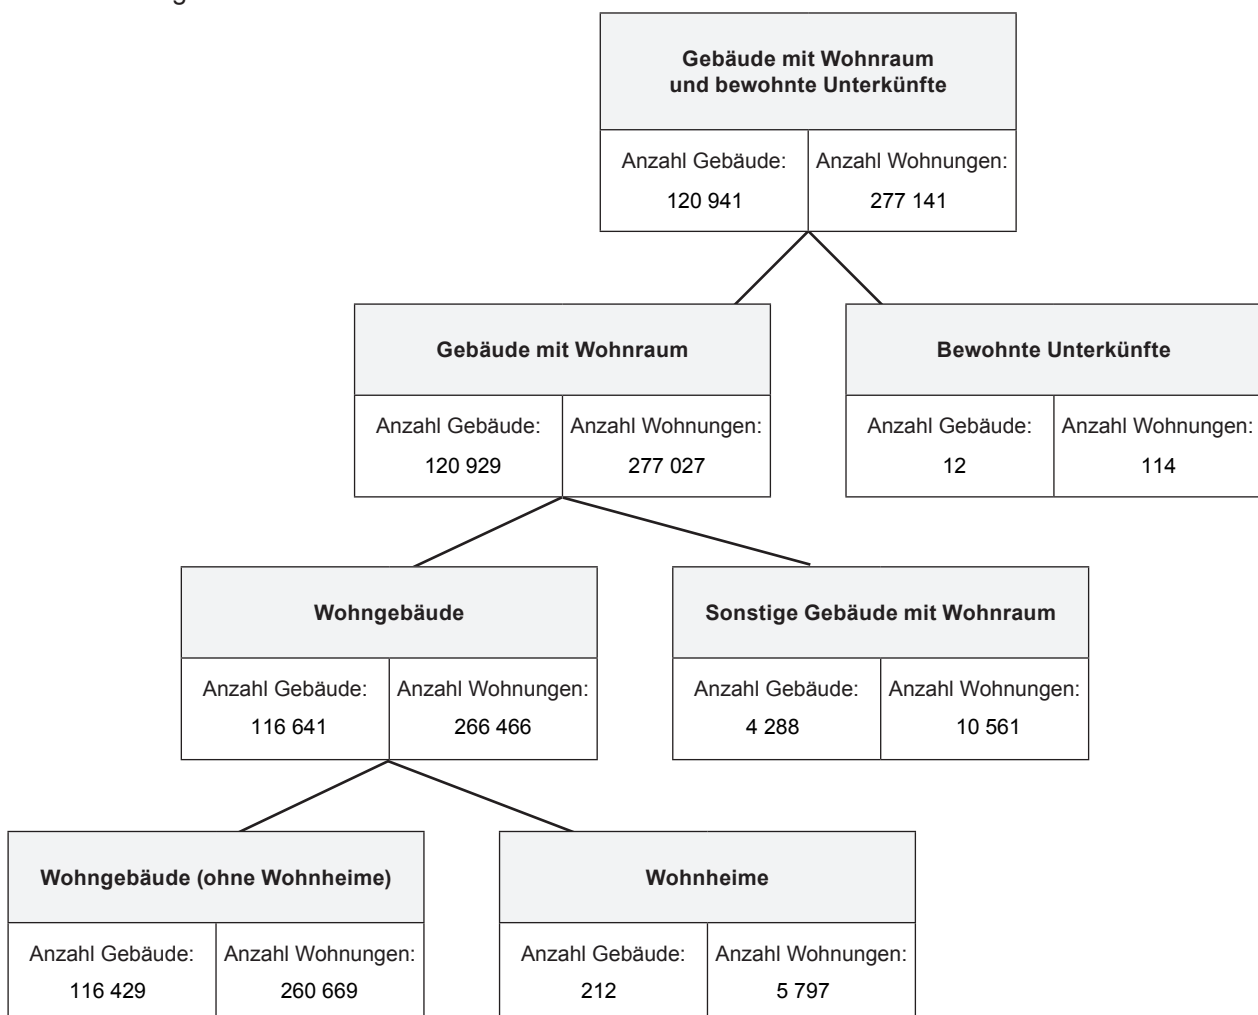 Gebäude mit Wohnraum
und bewohnte Unterkünfte
Anzahl Gebäude:
120 941
Anzahl Wohnungen:
277 141
Gebäude mit Wohnraum
Anzahl Gebäude:
120 929
Anzahl Wohnungen:
277 027
Bewohnte Unterkünfte
Anzahl Gebäude:
12
Anzahl Wohnungen:
114
Wohngebäude
Anzahl Gebäude:
116 641
Anzahl Wohnungen:
266 466
Sonstige Gebäude mit Wohnraum
Anzahl Gebäude:
4 288
Anzahl Wohnungen:
10 561
Wohngebäude (ohne Wohnheime)
Anzahl Gebäude:
116 429
Anzahl Wohnungen:
260 669
Wohnheime
Anzahl Gebäude:
212
Anzahl Wohnungen:
5 797